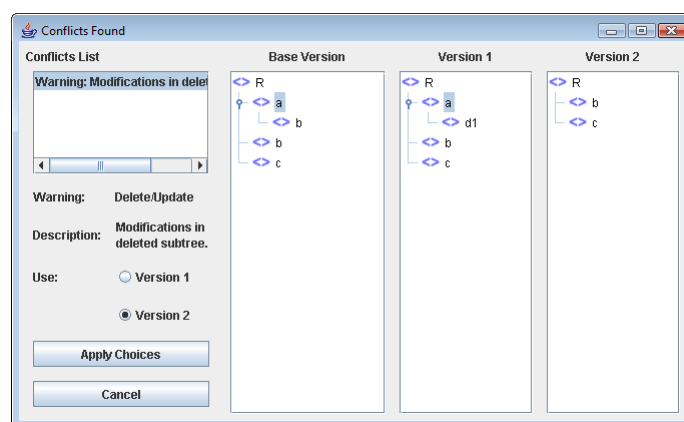 Conflicts Found
Conflicts List
Warning: Modifications in delet
Warning: Delete/Update
Description: Modifications in
deleted subtree.
Use: Version 1
Version 2
Apply Choices
Cancel
Base Version
<> R
<> a
<> b
<> b
<> c
Version 1
<> R
<> a
<> d1
<> b
<> c
Version 2
<> R
<> b
<> c